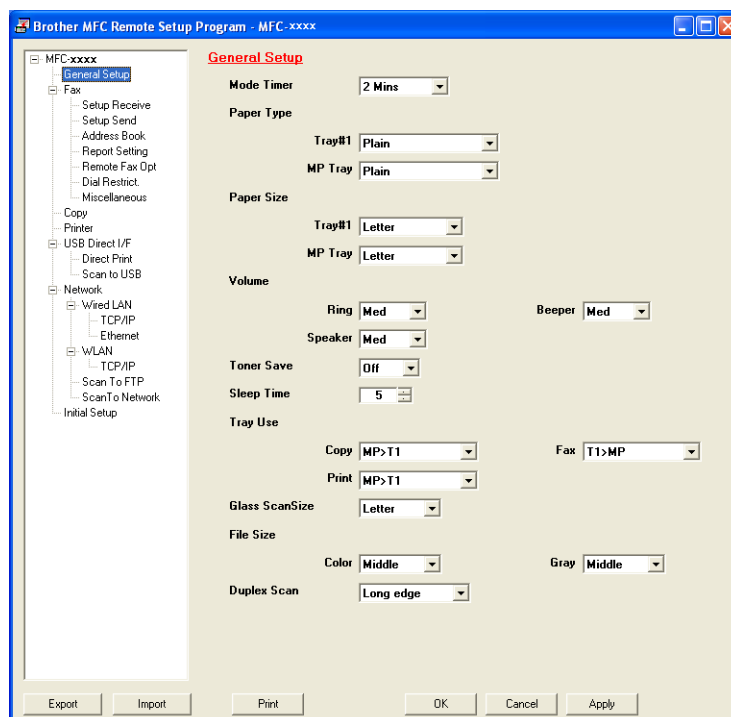 Brother MFC Remote Setup Program - MFC-xxxx
MFC-xxxx
General Setup
Fax
Setup Receive
Setup Send
Address Book
Report Setting
Remote Fax Opt
Dial Restrict.
Miscellaneous
Copy
Printer
USB Direct I/F
Direct Print
Scan to USB
Network
Wired LAN
TCP/IP
Ethernet
WLAN
TCP/IP
Scan To FTP
ScanTo Network
Initial Setup
General Setup
Mode Timer 2 Mins
Paper Type
Tray#1 Plain
MP Tray Plain
Paper Size
Tray#1 Letter
MP Tray Letter
Volume
Ring Med Beeper Med
Speaker Med
Toner Save Off
Sleep Time 5
Tray Use
Copy MP>T1 Fax T1>MP
Print MP>T1
Glass ScanSize Letter
File Size
Color Middle Gray Middle
Duplex Scan Long edge
Export Import Print OK Cancel Apply